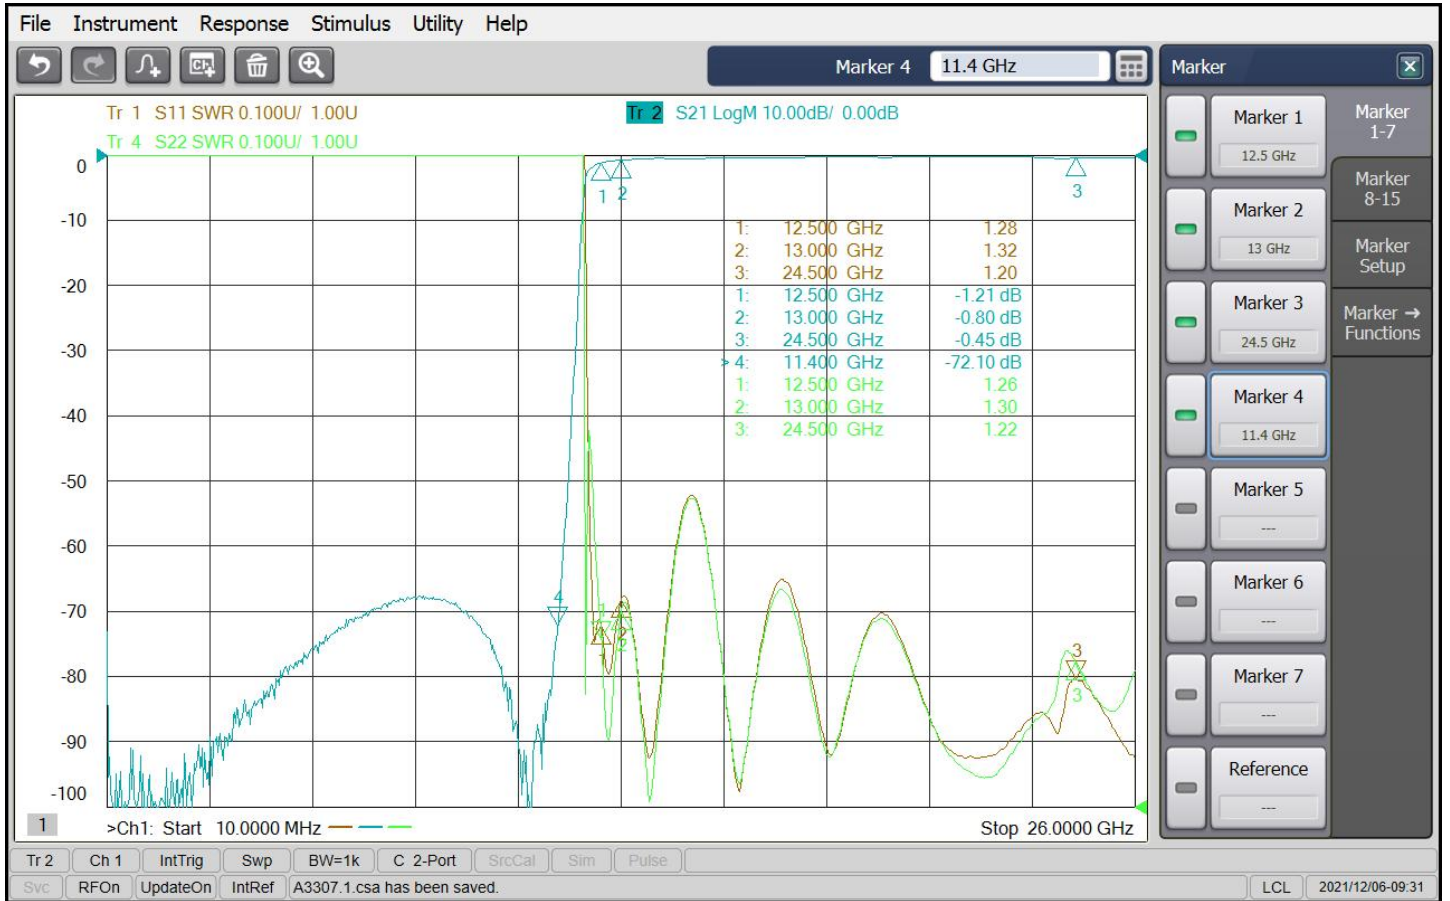 File Instrument Response Stimulus Utility Help
Marker 4 11.4 GHz
Marker
Tr 1 S11 SWR 0.100U/ 1.00U
Tr 2 S21 LogM 10.00dB/ 0.00dB
Tr 4 S22 SWR 0.100U/ 1.00U
0
-10
-20
-30
-40
-50
-60
-70
-80
-90
-100
1 2
3
1: 12.500 GHz 1.28
2: 13.000 GHz 1.32
3: 24.500 GHz 1.20
1: 12.500 GHz -1.21 dB
2: 13.000 GHz -0.80 dB
3: 24.500 GHz -0.45 dB
> 4: 11.400 GHz -72.10 dB
1: 12.500 GHz 1.26
2: 13.000 GHz 1.30
3: 24.500 GHz 1.22
4
1
2
2
3
3
1 >Ch1: Start 10.0000 MHz
Stop 26.0000 GHz
Marker 1
12.5 GHz
Marker 2
13 GHz
Marker 3
24.5 GHz
Marker 4
11.4 GHz
Marker 5
---
Marker 6
---
Marker 7
---
Reference
---
Marker
1-7
Marker
8-15
Marker
Setup
Marker →
Functions
Tr 2 Ch 1 IntTrig Swp BW=1k C 2-Port SrcCal Sim Pulse
Svc RFOn UpdateOn IntRef A3307.1.csa has been saved. LCL 2021/12/06-09:31